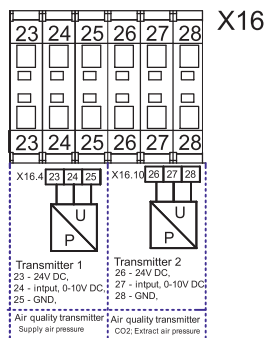 X16
23 24 25 26 27 28
23 24 25 26 27 28
X16.4 23 24 25
X16.10 26 27 28
U
P
U
P
Transmitter 1
23 - 24V DC,
24 - intput, 0-10V DC
25 - GND,
Transmitter 2
26 - 24V DC,
27 - intput, 0-10V DC
28 - GND,
Air quality transmitter
Supply air pressure
Air quality transmitter
CO2; Extract air pressure